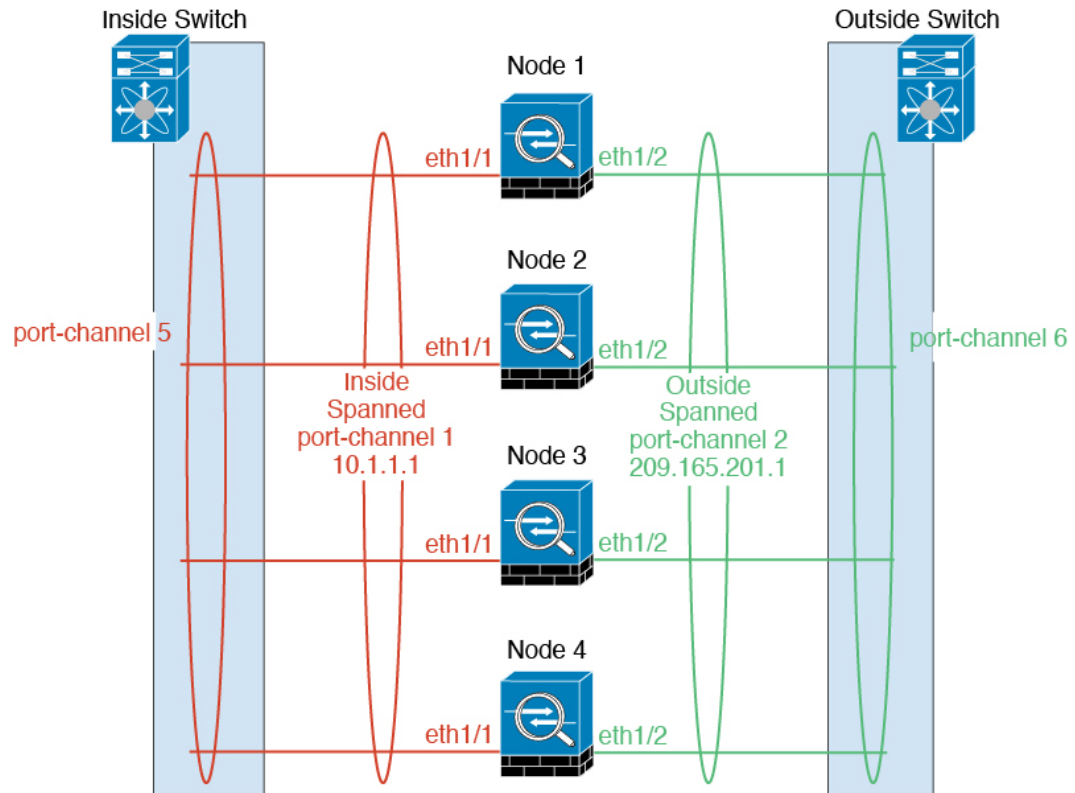 Inside Switch
Outside Switch
Node 1
eth1/1
eth1/2
Node 2
port-channel 5
eth1/1
eth1/2
port-channel 6
Inside
Spanned
port-channel 1
10.1.1.1
Outside
Spanned
port-channel 2
209.165.201.1
Node 3
eth1/1
eth1/2
Node 4
eth1/1
eth1/2